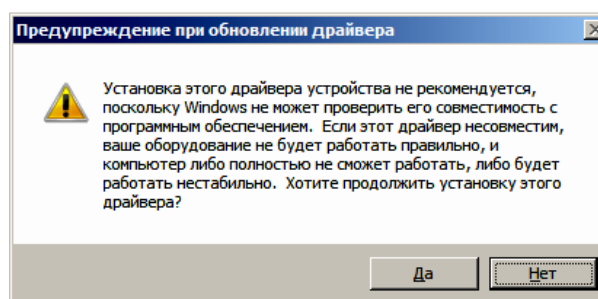 Предупреждение при обновлении драйвера
Установка этого драйвера устройства не рекомендуется,
поскольку Windows не может проверить его совместимость с
программным обеспечением. Если этот драйвер несовместим,
ваше оборудование не будет работать правильно, и
компьютер либо полностью не сможет работать, либо будет
работать нестабильно. Хотите продолжить установку этого
драйвера?
Да Нет